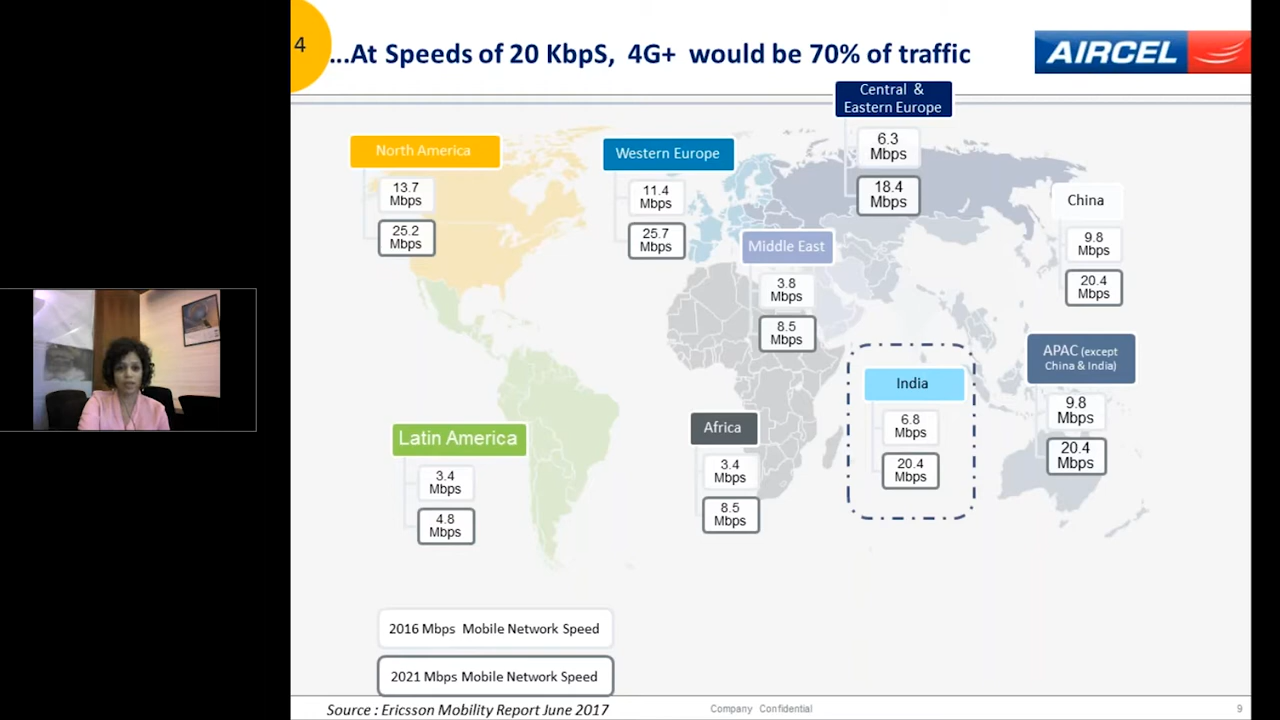 4
...At Speeds of 20 KbpS, 4G+ would be 70% of traffic
AIRCEL
Central &
Eastern Europe
6.3
Mbps
18.4
Mbps
North America
13.7
Mbps
25.2
Mbps
Western Europe
11.4
Mbps
25.7
Mbps
Middle East
3.8
Mbps
8.5
Mbps
China
9.8
Mbps
20.4
Mbps
APAC (except
China & India)
9.8
Mbps
20.4
Mbps
India
6.8
Mbps
20.4
Mbps
Latin America
3.4
Mbps
4.8
Mbps
Africa
3.4
Mbps
8.5
Mbps
2016 Mbps Mobile Network Speed
2021 Mbps Mobile Network Speed
Source : Ericsson Mobility Report June 2017
Company Confidential
9